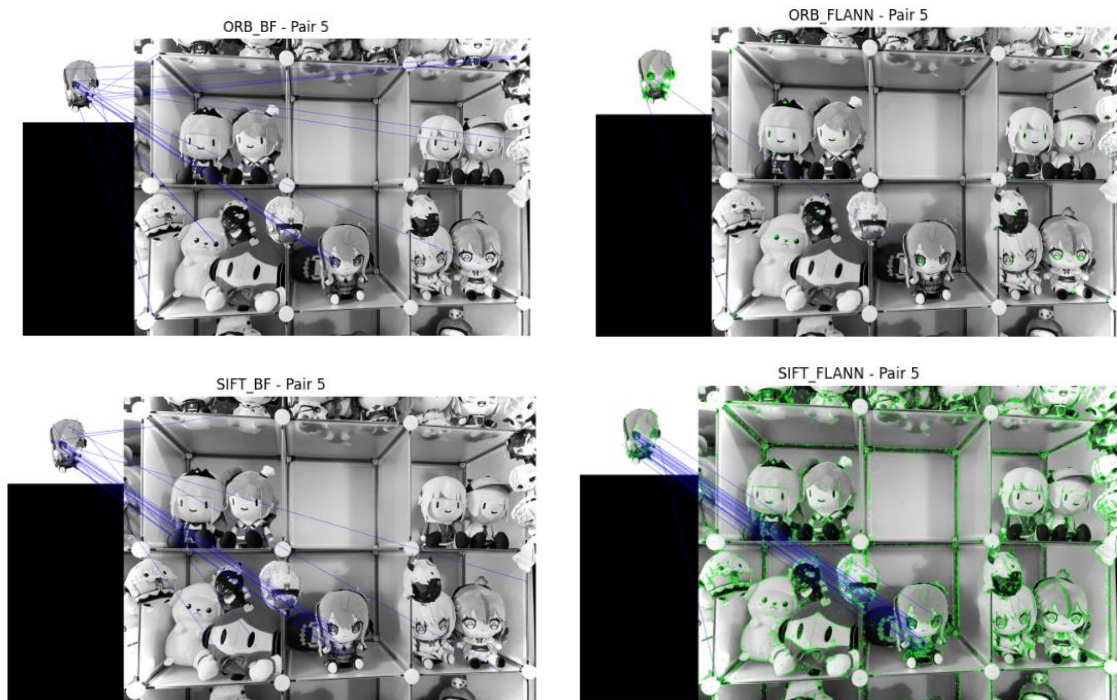 ORB_BF - Pair 5
ORB_FLANN - Pair 5
SIFT_BF - Pair 5
SIFT_FLANN - Pair 5